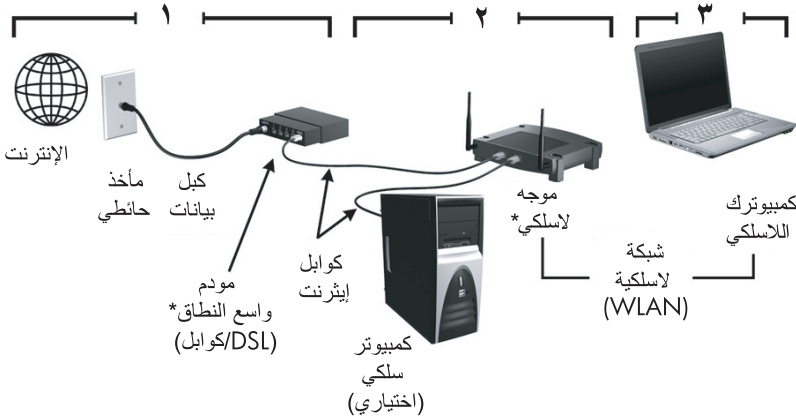 ١
٢
٣
الإنترنت
مأخذ
حائطي
كبل
بيانات
مودم
واسع النطاق*
(DSL/كوابل)
كوابل
إيثرنت
كمبيوتر
سلكي
(اختياري)
موجه
لاسلكي*
شبكة
لاسلكية
(WLAN)
كمبيوترك
اللاسلكي